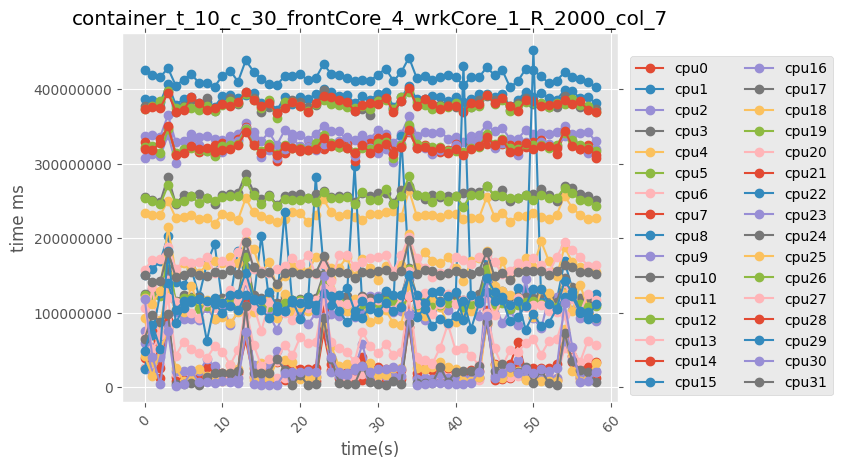 container_t_10_c_30_frontCore_4_wrkCore_1_R_2000_col_7
time ms
400000000
300000000
200000000
100000000
0
0
10
20
30
40
50
60
time(s)
cpu0
cpu1
cpu2
cpu3
cpu4
cpu5
cpu6
cpu7
cpu8
cpu9
cpu10
cpu11
cpu12
cpu13
cpu14
cpu15
cpu16
cpu17
cpu18
cpu19
cpu20
cpu21
cpu22
cpu23
cpu24
cpu25
cpu26
cpu27
cpu28
cpu29
cpu30
cpu31